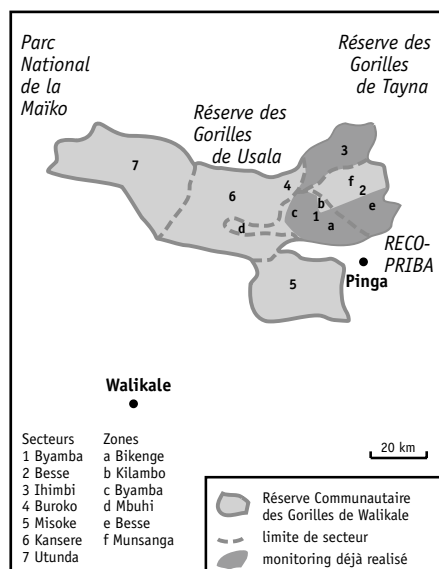 Parc
National
de la
Maïko
Réserve des
Gorilles
de Tayna
Réserve des
Gorilles
de Usala
7
6
4
3
f
2
b
c
1
e
a
d
RECO-
PRIBA
5
Pinga
Walikale
20 km
Secteurs
1 Byamba
2 Besse
3 Ihimbi
4 Buroko
5 Misoke
6 Kansere
7 Utunda
Zones
a Bikenge
b Kilambo
c Byamba
d Mbuhi
e Besse
f Munsanga
Réserve Communautaire
des Gorilles de Walikale
limite de secteur
monitoring déjà realisé